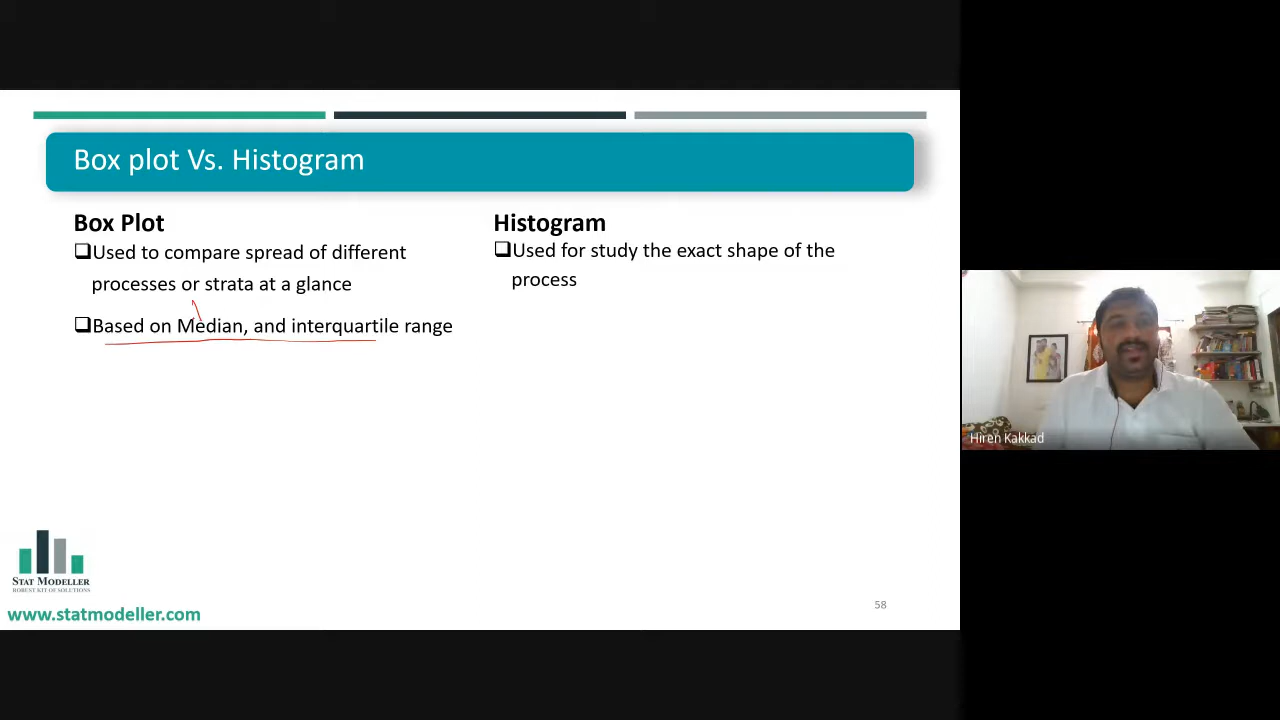 Box plot Vs. Histogram
Box Plot
❑Used to compare spread of different
processes or strata at a glance
❑Based on Median, and interquartile range
Histogram
❑Used for study the exact shape of the
process
Hiren Kakkad
STAT MODELLER
ROBUST KIT OF SOLUTIONS
www.statmodeller.com
58